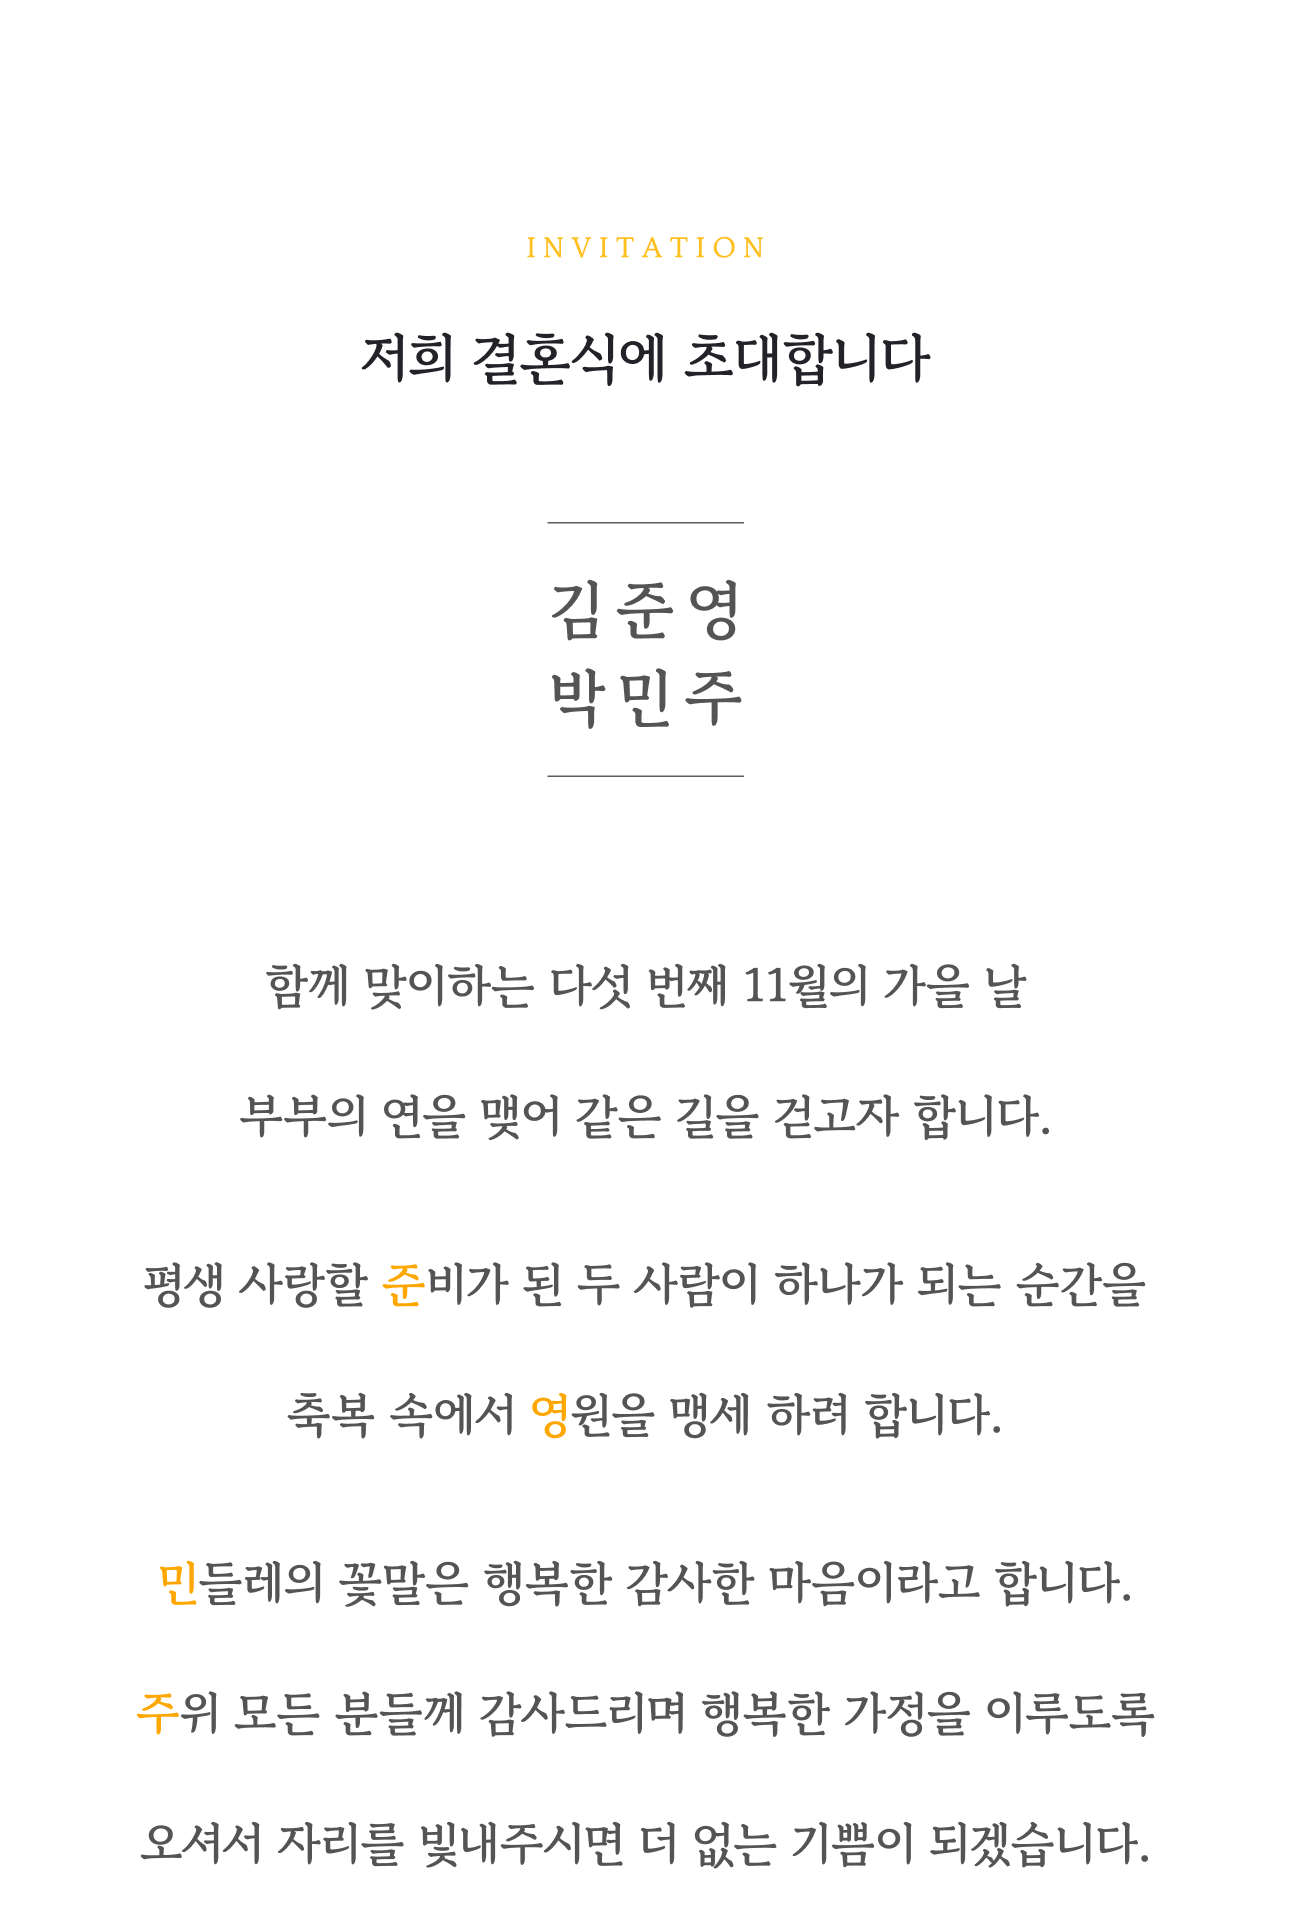 INVITATION
저희 결혼식에 초대합니다
김준영
박민주
함께 맞이하는 다섯 번째 11월의 가을 날
부부의 연을 맺어 같은 길을 걷고자 합니다.
평생 사랑할 준비가 된 두 사람이 하나가 되는 순간을
축복 속에서 영원을 맹세 하려 합니다.
민들레의 꽃말은 행복한 감사한 마음이라고 합니다.
주위 모든 분들께 감사드리며 행복한 가정을 이루도록
오셔서 자리를 빛내주시면 더 없는 기쁨이 되겠습니다.